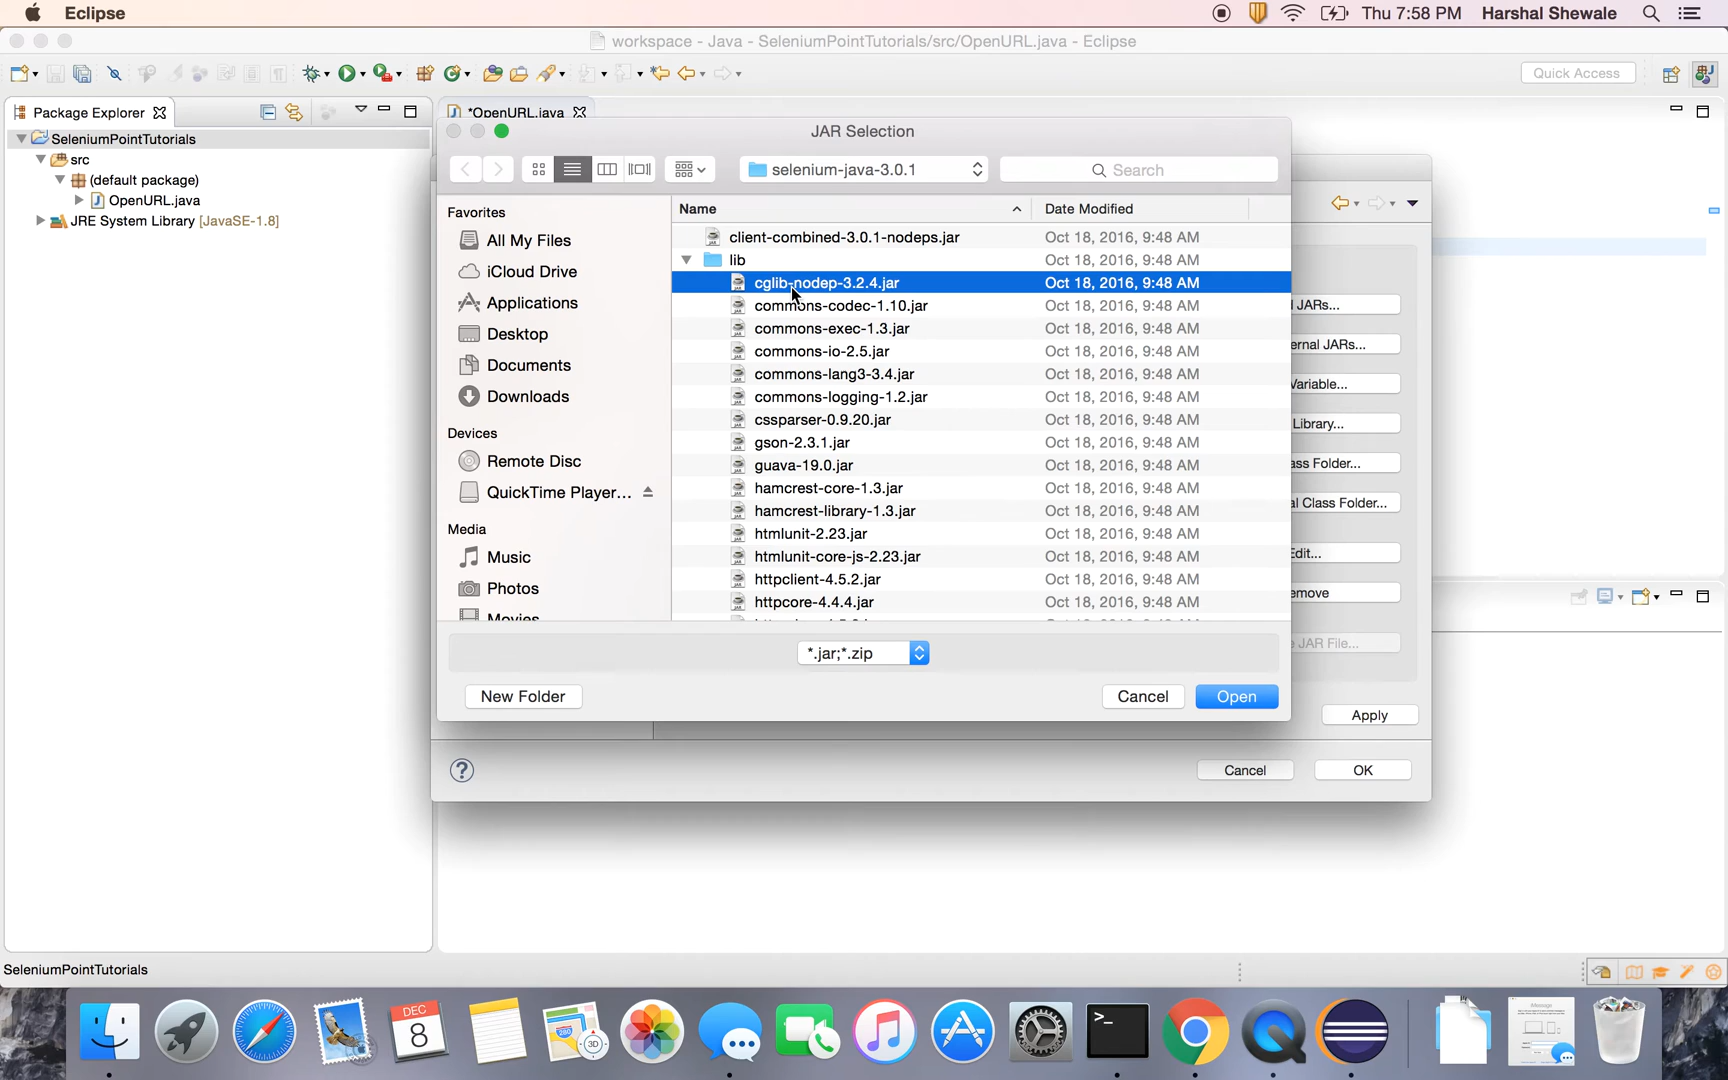 Eclipse
Thu 7:58 PM Harshal Shewale
workspace - Java - SeleniumPointTutorials/src/OpenURL.java - Eclipse
Quick Access
Package Explorer
*OpenURL.java
JAR Selection
SeleniumPointTutorials
src
(default package)
OpenURL.java
JRE System Library [JavaSE-1.8]
selenium-java-3.0.1
Search
Favorites
All My Files
iCloud Drive
Applications
Desktop
Documents
Downloads
Devices
Remote Disc
QuickTime Player...
Media
Music
Photos
Movies
Name Date Modified
client-combined-3.0.1-nodeps.jar Oct 18, 2016, 9:48 AM
lib Oct 18, 2016, 9:48 AM
cglib-nodep-3.2.4.jar Oct 18, 2016, 9:48 AM
commons-codec-1.10.jar Oct 18, 2016, 9:48 AM
commons-exec-1.3.jar Oct 18, 2016, 9:48 AM
commons-io-2.5.jar Oct 18, 2016, 9:48 AM
commons-lang3-3.4.jar Oct 18, 2016, 9:48 AM
commons-logging-1.2.jar Oct 18, 2016, 9:48 AM
cssparser-0.9.20.jar Oct 18, 2016, 9:48 AM
gson-2.3.1.jar Oct 18, 2016, 9:48 AM
guava-19.0.jar Oct 18, 2016, 9:48 AM
hamcrest-core-1.3.jar Oct 18, 2016, 9:48 AM
hamcrest-library-1.3.jar Oct 18, 2016, 9:48 AM
htmlunit-2.23.jar Oct 18, 2016, 9:48 AM
htmlunit-core-js-2.23.jar Oct 18, 2016, 9:48 AM
httpclient-4.5.2.jar Oct 18, 2016, 9:48 AM
httpcore-4.4.4.jar Oct 18, 2016, 9:48 AM
JARs...
ernal JARs...
Variable...
Library...
ass Folder...
al Class Folder...
Edit...
emove
JAR File...
*.jar;*.zip
New Folder
Cancel
Open
Apply
Cancel
OK
SeleniumPointTutorials
DEC
8
3D